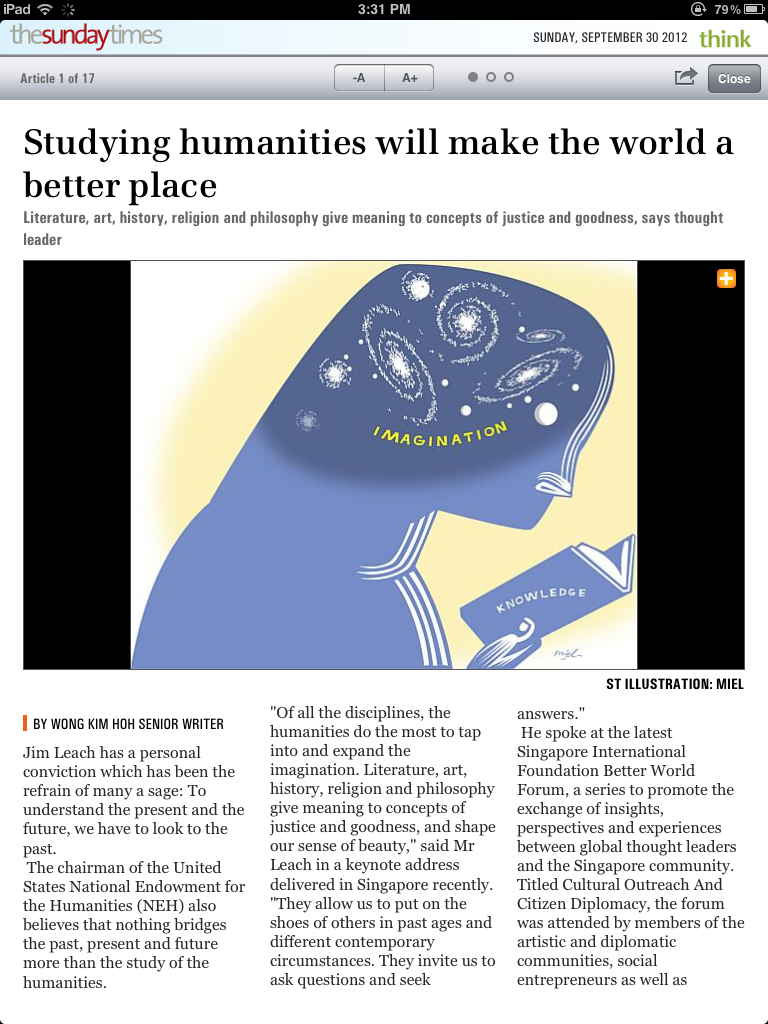 iPad
3:31 PM
79%
thesundaytimes
SUNDAY, SEPTEMBER 30 2012
think
Article 1 of 17
-A
A+
Close
Studying humanities will make the world a
better place
Literature, art, history, religion and philosophy give meaning to concepts of justice and goodness, says thought
leader
IMAGINATION
KNOWLEDGE
miel
ST ILLUSTRATION: MIEL
BY WONG KIM HOH SENIOR WRITER
Jim Leach has a personal
conviction which has been the
refrain of many a sage: To
understand the present and the
future, we have to look to the
past.
The chairman of the United
States National Endowment for
the Humanities (NEH) also
believes that nothing bridges
the past, present and future
more than the study of the
humanities.
"Of all the disciplines, the
humanities do the most to tap
into and expand the
imagination. Literature, art,
history, religion and philosophy
give meaning to concepts of
justice and goodness, and shape
our sense of beauty," said Mr
Leach in a keynote address
delivered in Singapore recently.
"They allow us to put on the
shoes of others in past ages and
different contemporary
circumstances. They invite us to
ask questions and seek
answers."
He spoke at the latest
Singapore International
Foundation Better World
Forum, a series to promote the
exchange of insights,
perspectives and experiences
between global thought leaders
and the Singapore community.
Titled Cultural Outreach And
Citizen Diplomacy, the forum
was attended by members of the
artistic and diplomatic
communities, social
entrepreneurs as well as